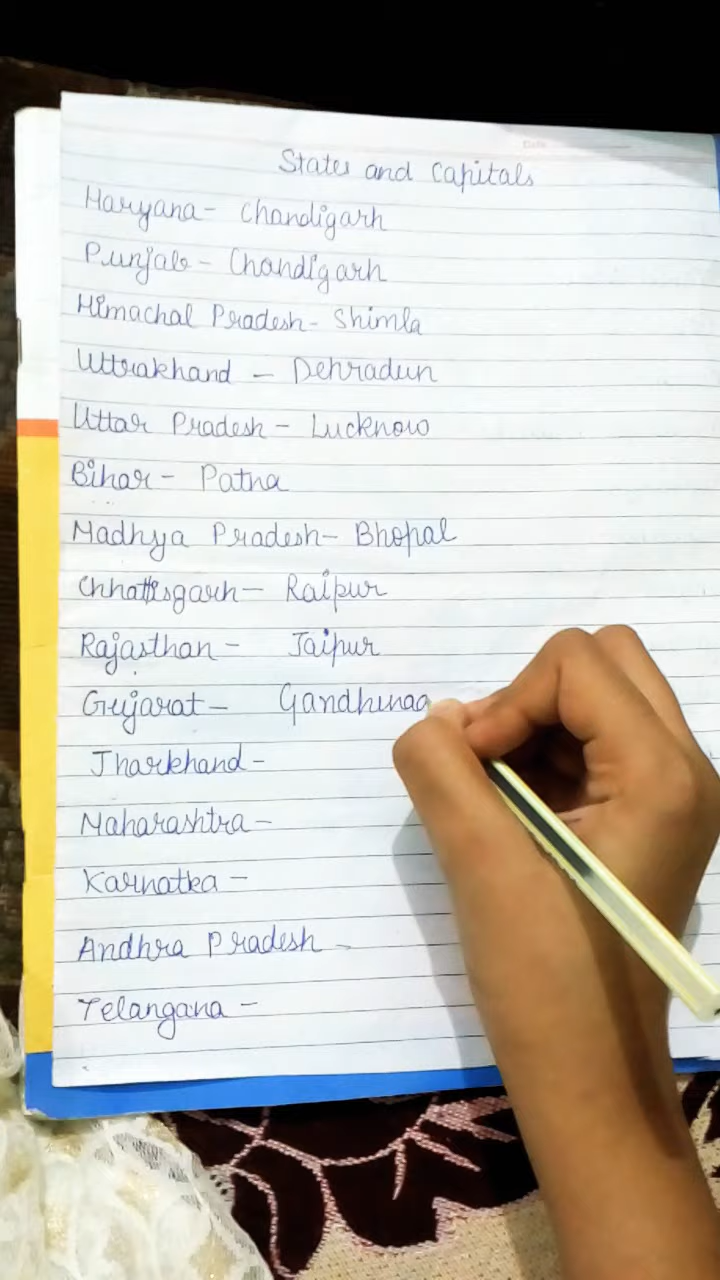 States and Capitals
Haryana- Chandigarh
Punjab- Chandigarh
Himachal Pradesh- Shimla
Uttrakhand - Dehradun
Uttar Pradesh- Lucknow
Bihar- Patna
Madhya Pradesh- Bhopal
Chhattisgarh- Raipur
Rajasthan- Jaipur
Gujarat- Gandhinag
Jharkhand-
Maharashtra-
Karnatka-
Andhra Pradesh -
Telangana-